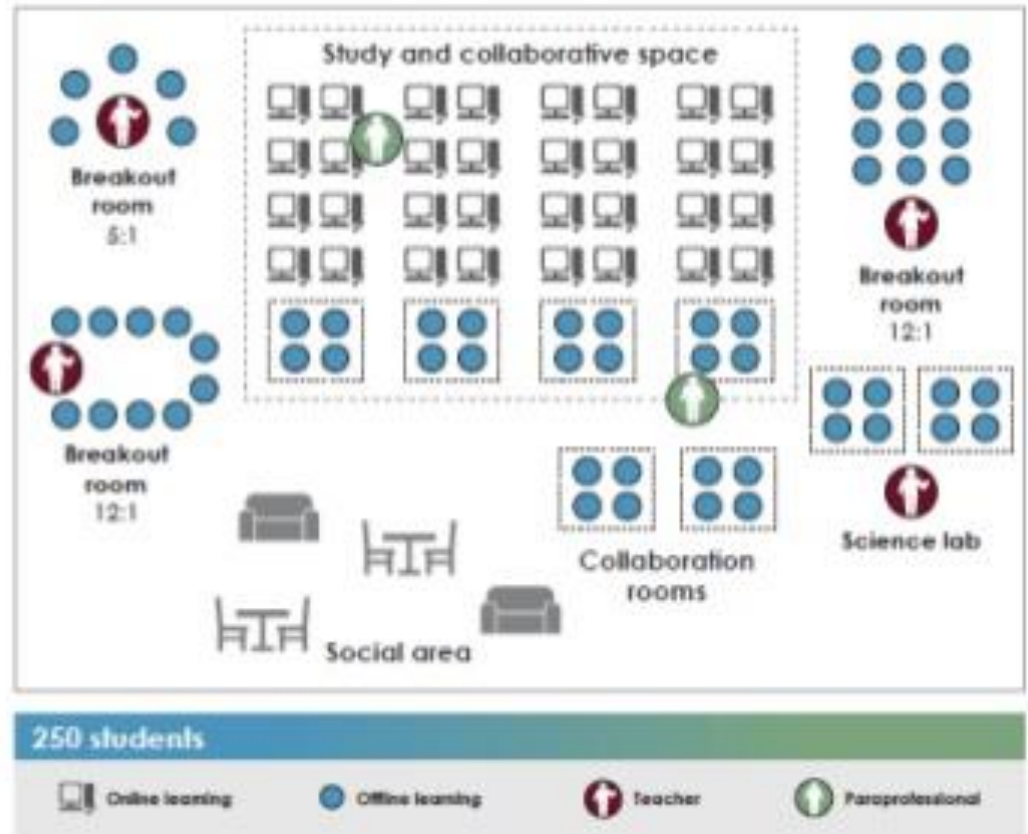 Study and collaborative space
Breakout
room
5:1
Breakout
room
12:1
Breakout
room
12:1
Science lab
Collaboration
rooms
Social area
250 students
Online learning
Offline learning
Teacher
Paraprofessional